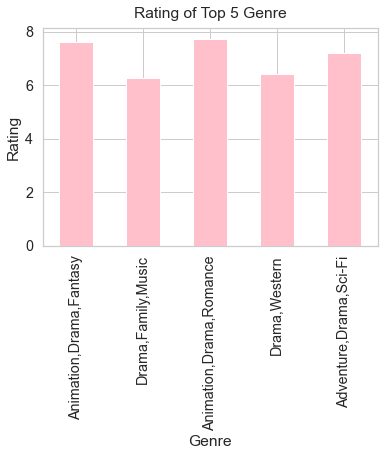 Rating of Top 5 Genre
8
6
4
2
0
Rating
Animation,Drama,Fantasy
Drama,Family,Music
Animation,Drama,Romance
Drama,Western
Adventure,Drama,Sci-Fi
Genre